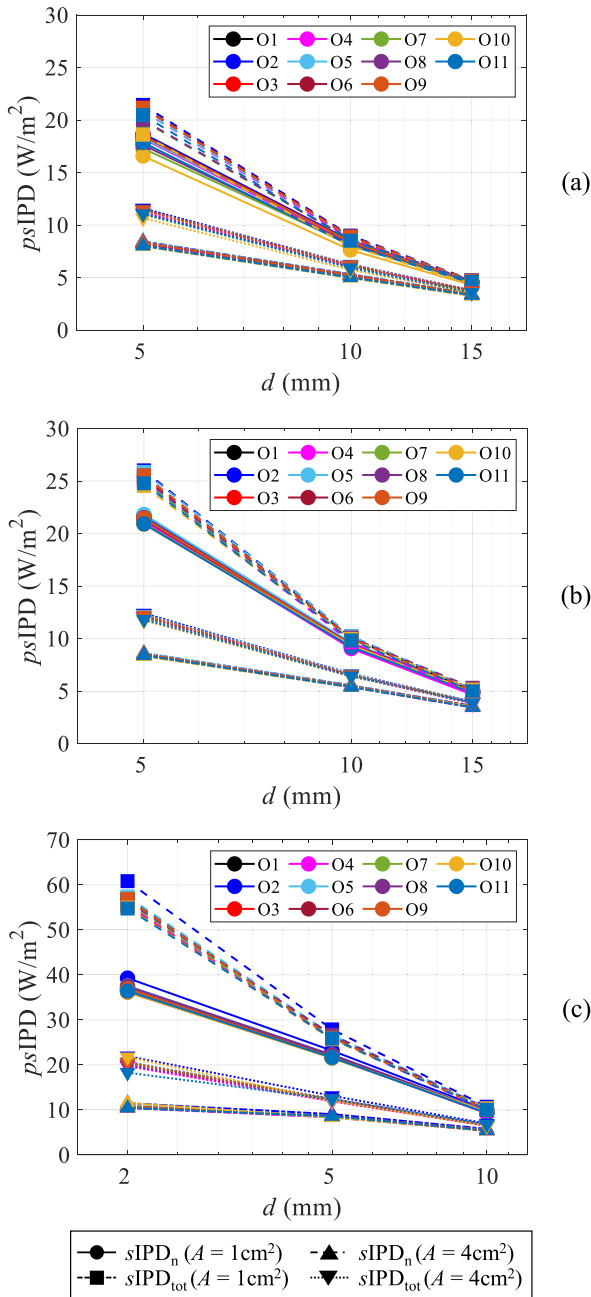 30
25
20
15
10
5
0
psIPD (W/m²)
O1 O4 O7 O10
O2 O5 O8 O11
O3 O6 O9
(a)
5 10 15
d (mm)
30
25
20
15
10
5
0
psIPD (W/m²)
O1 O4 O7 O10
O2 O5 O8 O11
O3 O6 O9
(b)
5 10 15
d (mm)
70
60
50
40
30
20
10
0
psIPD (W/m²)
O1 O4 O7 O10
O2 O5 O8 O11
O3 O6 O9
(c)
2 5 10
d (mm)
sIPDₙ (A = 1cm²) sIPDₙ (A = 4cm²)
sIPD_tot (A = 1cm²) sIPD_tot (A = 4cm²)